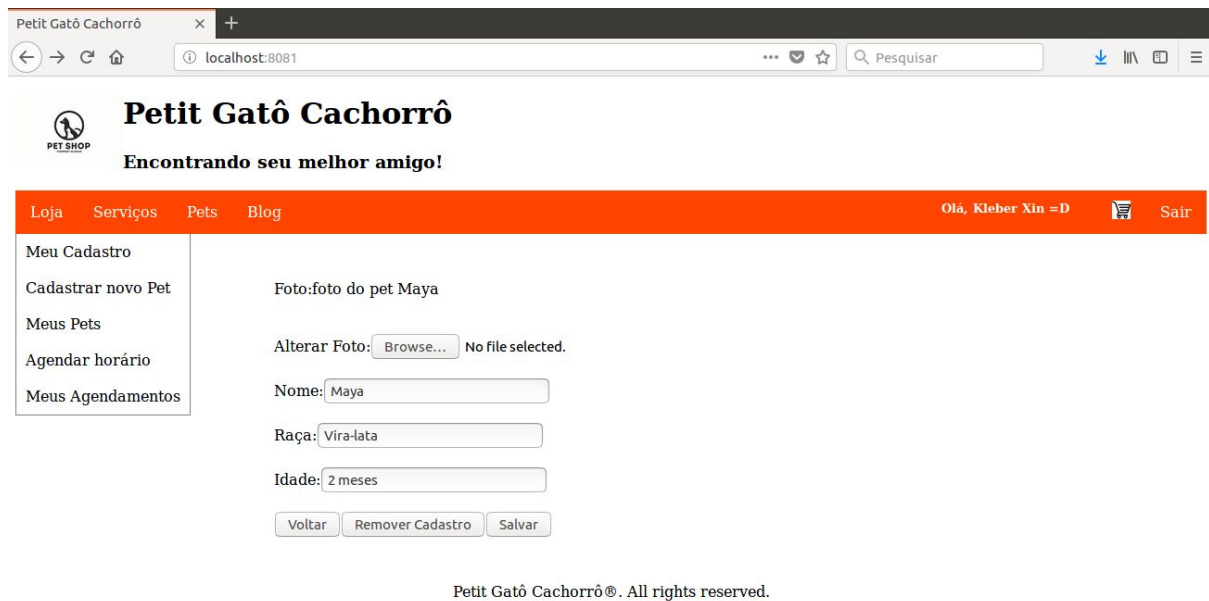 Petit Gatô Cachorrô
localhost:8081
Pesquisar
PET SHOP
Petit Gatô Cachorrô
Encontrando seu melhor amigo!
Loja Serviços Pets Blog Olá, Kleber Xin =D Sair
Meu Cadastro
Cadastrar novo Pet
Meus Pets
Agendar horário
Meus Agendamentos
Foto:foto do pet Maya
Alterar Foto: Browse... No file selected.
Nome: Maya
Raça: Vira-lata
Idade: 2 meses
Voltar Remover Cadastro Salvar
Petit Gatô Cachorrô®. All rights reserved.